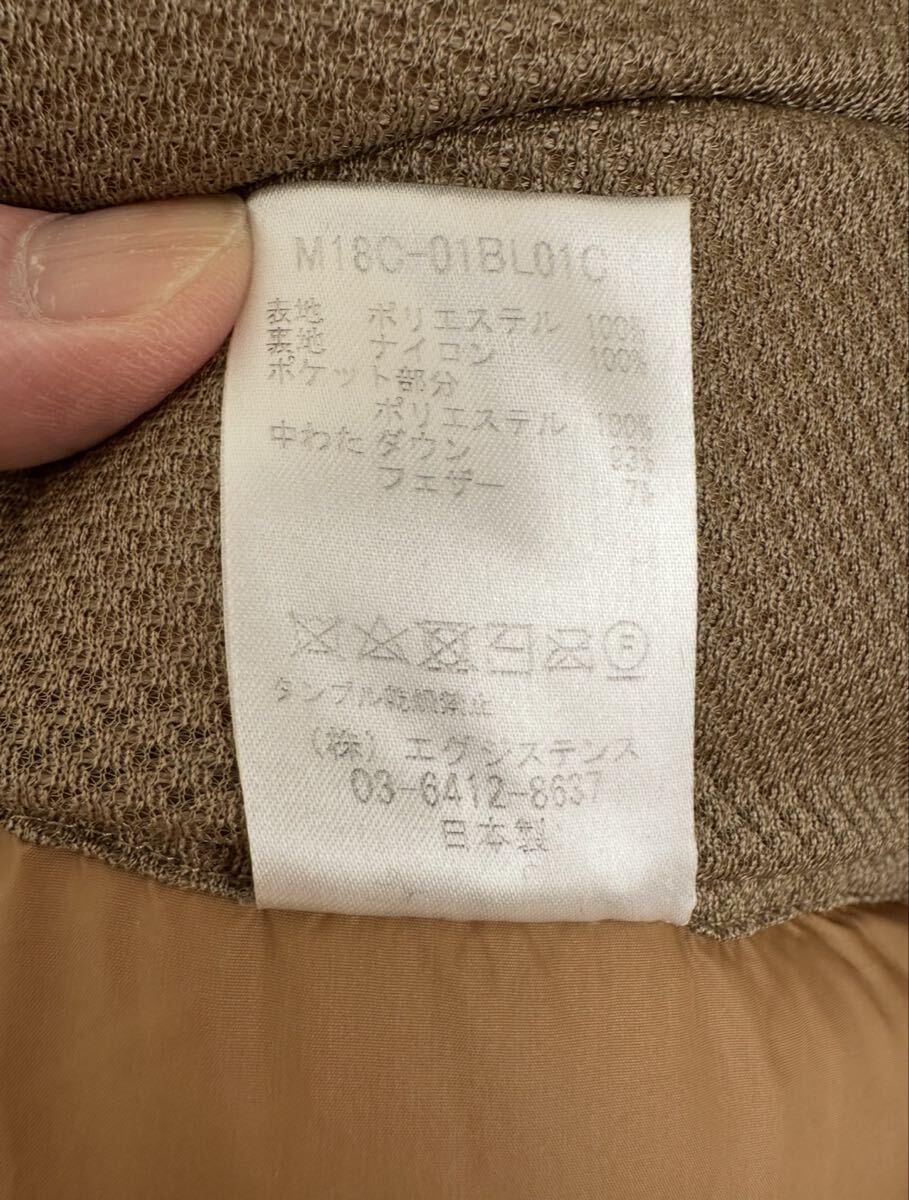 M18C-01BL01C
表地 ポリエステル 100%
裏地 ナイロン 100%
ポケット部分
ポリエステル 100%
中わた ダウン 93%
フェザー 7%
F
タンブル乾燥禁止
(株) エグジステンス
03-6412-8637
日本製